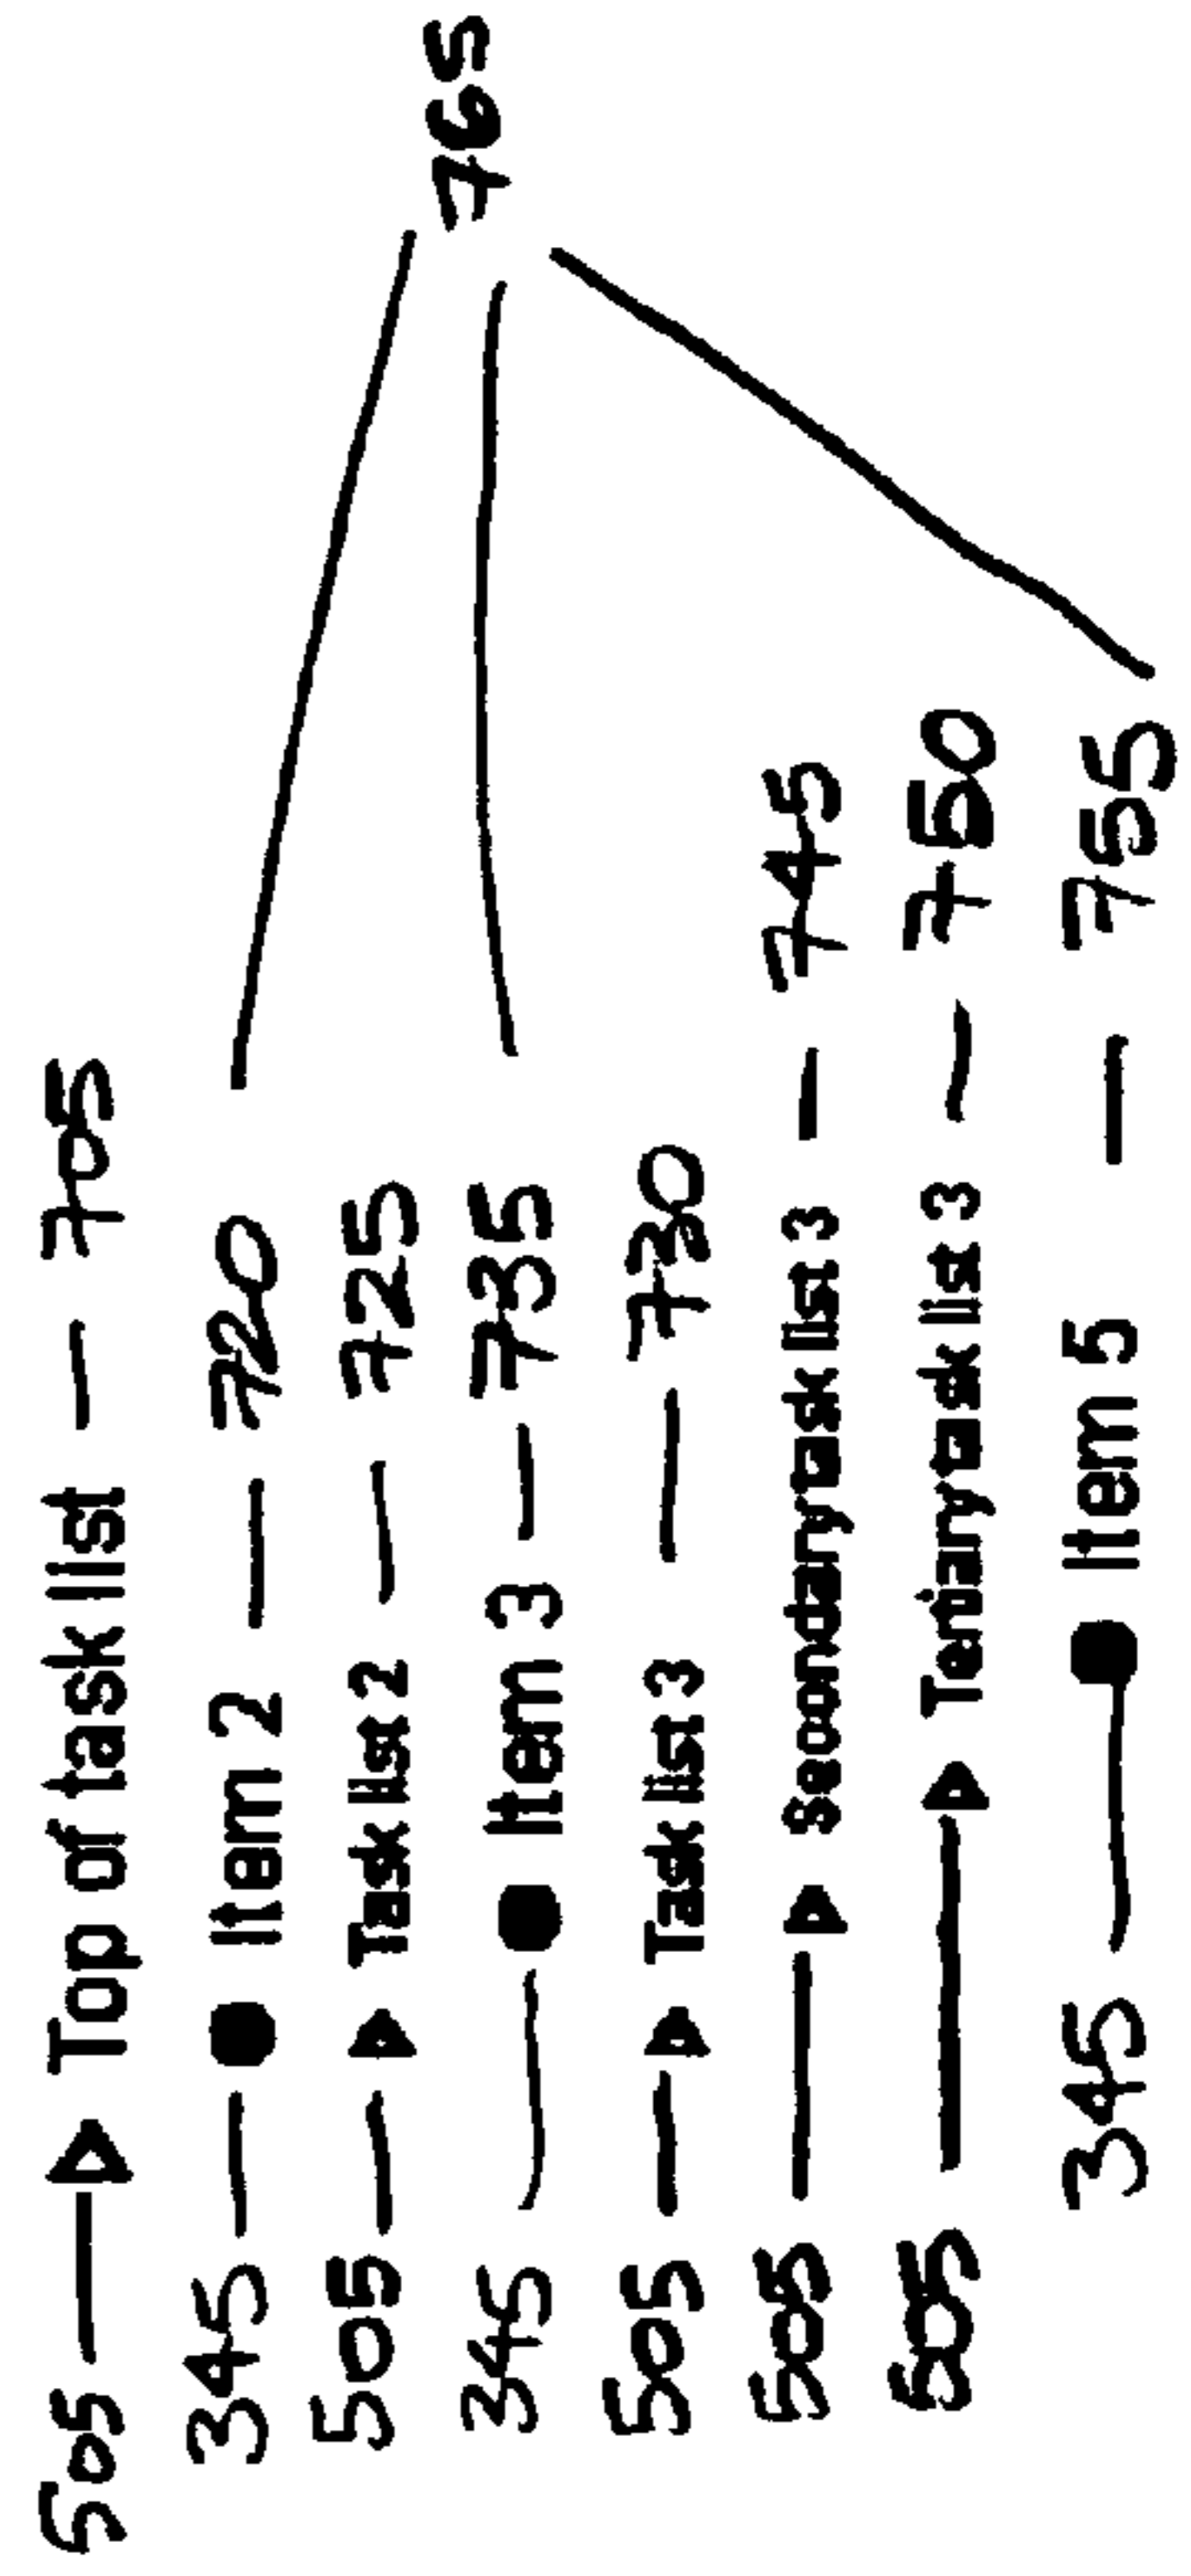 505 Top of task list 705
345 Item 2 720
505 Task list 2 725
345 Item 3 735 765
505 Task list 3 730
505 Secondary task list 3 745
505 Tertiary task list 3 750
345 Item 5 755